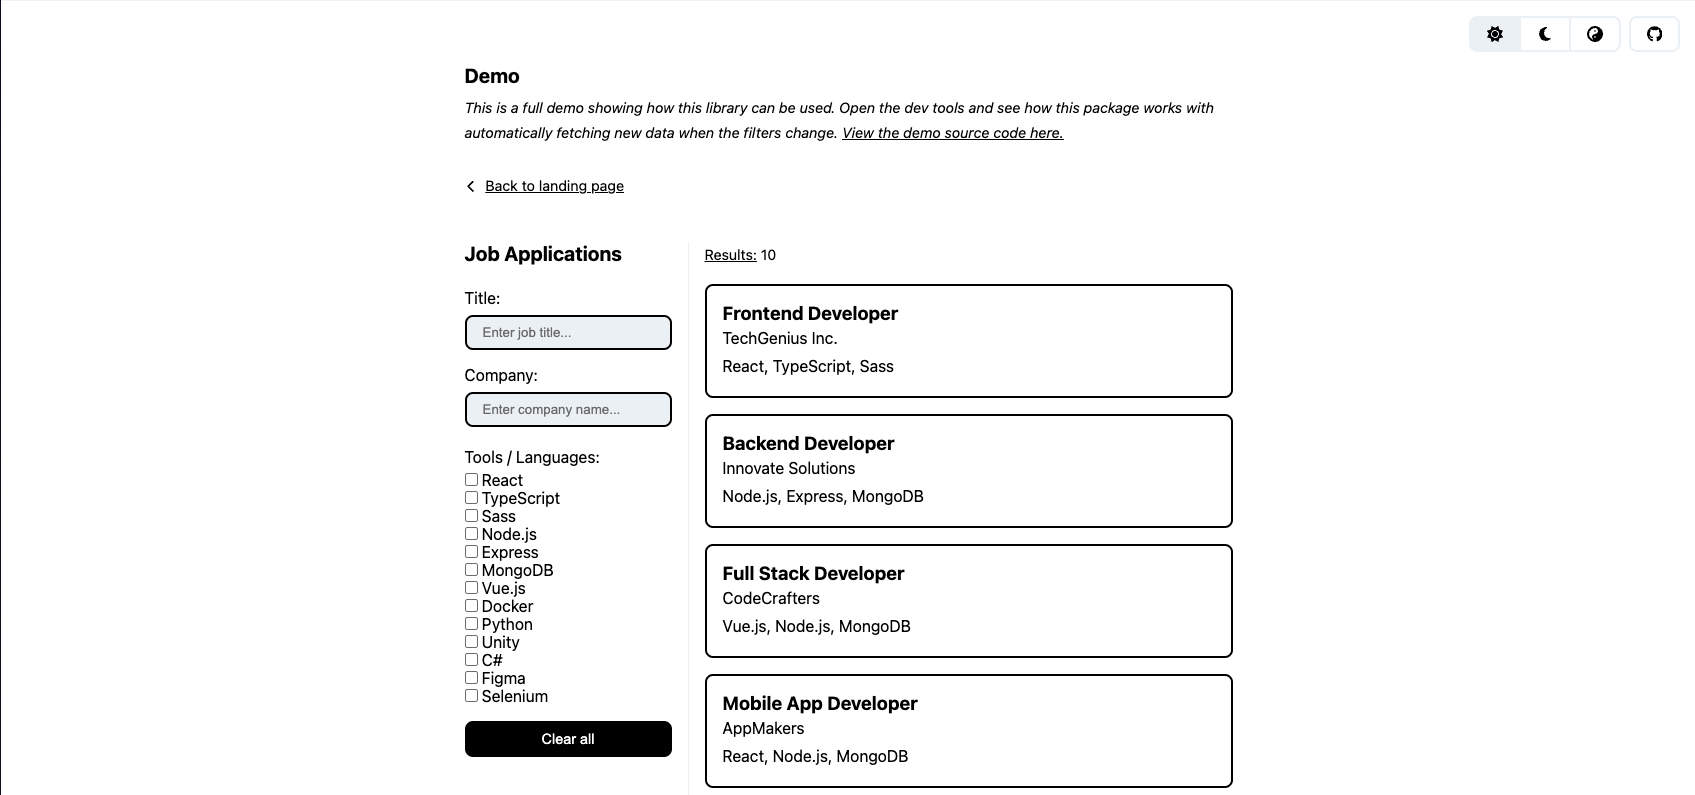 Demo
This is a full demo showing how this library can be used. Open the dev tools and see how this package works with
automatically fetching new data when the filters change. View the demo source code here.
Back to landing page
Job Applications
Title:
Enter job title...
Company:
Enter company name...
Tools / Languages:
React
TypeScript
Sass
Node.js
Express
MongoDB
Vue.js
Docker
Python
Unity
C#
Figma
Selenium
Clear all
Results: 10
Frontend Developer
TechGenius Inc.
React, TypeScript, Sass
Backend Developer
Innovate Solutions
Node.js, Express, MongoDB
Full Stack Developer
CodeCrafters
Vue.js, Node.js, MongoDB
Mobile App Developer
AppMakers
React, Node.js, MongoDB